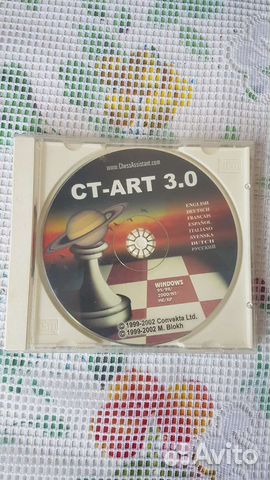 www.ChessAssistant.com
CT-ART 3.0
ENGLISH
DEUTSCH
FRANÇAIS
ESPAÑOL
ITALIANO
SVENSKA
DUTCH
РУССКИЙ
WINDOWS
95/98/
2000/NT/
ME/XP
© 1999-2002 Convekta Ltd.
© 1999-2002 M. Blokh
Avito